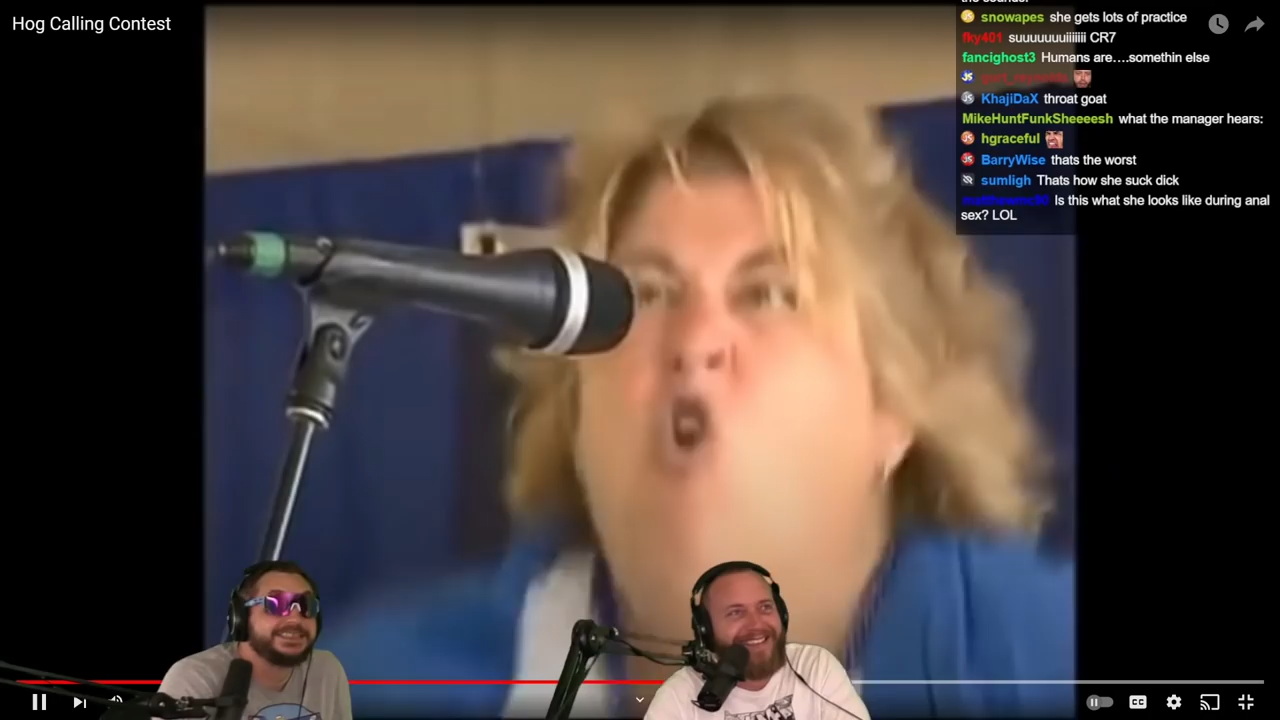 Hog Calling Contest
snowapes she gets lots of practice
fky401 suuuuuuuiiiiiii CR7
fancighost3 Humans are….somethin else
KhajiDaX throat goat
MikeHuntFunkSheeeesh what the manager hears:
hgraceful
BarryWise thats the worst
sumligh Thats how she suck dick
Is this what she looks like during anal
sex? LOL
CC